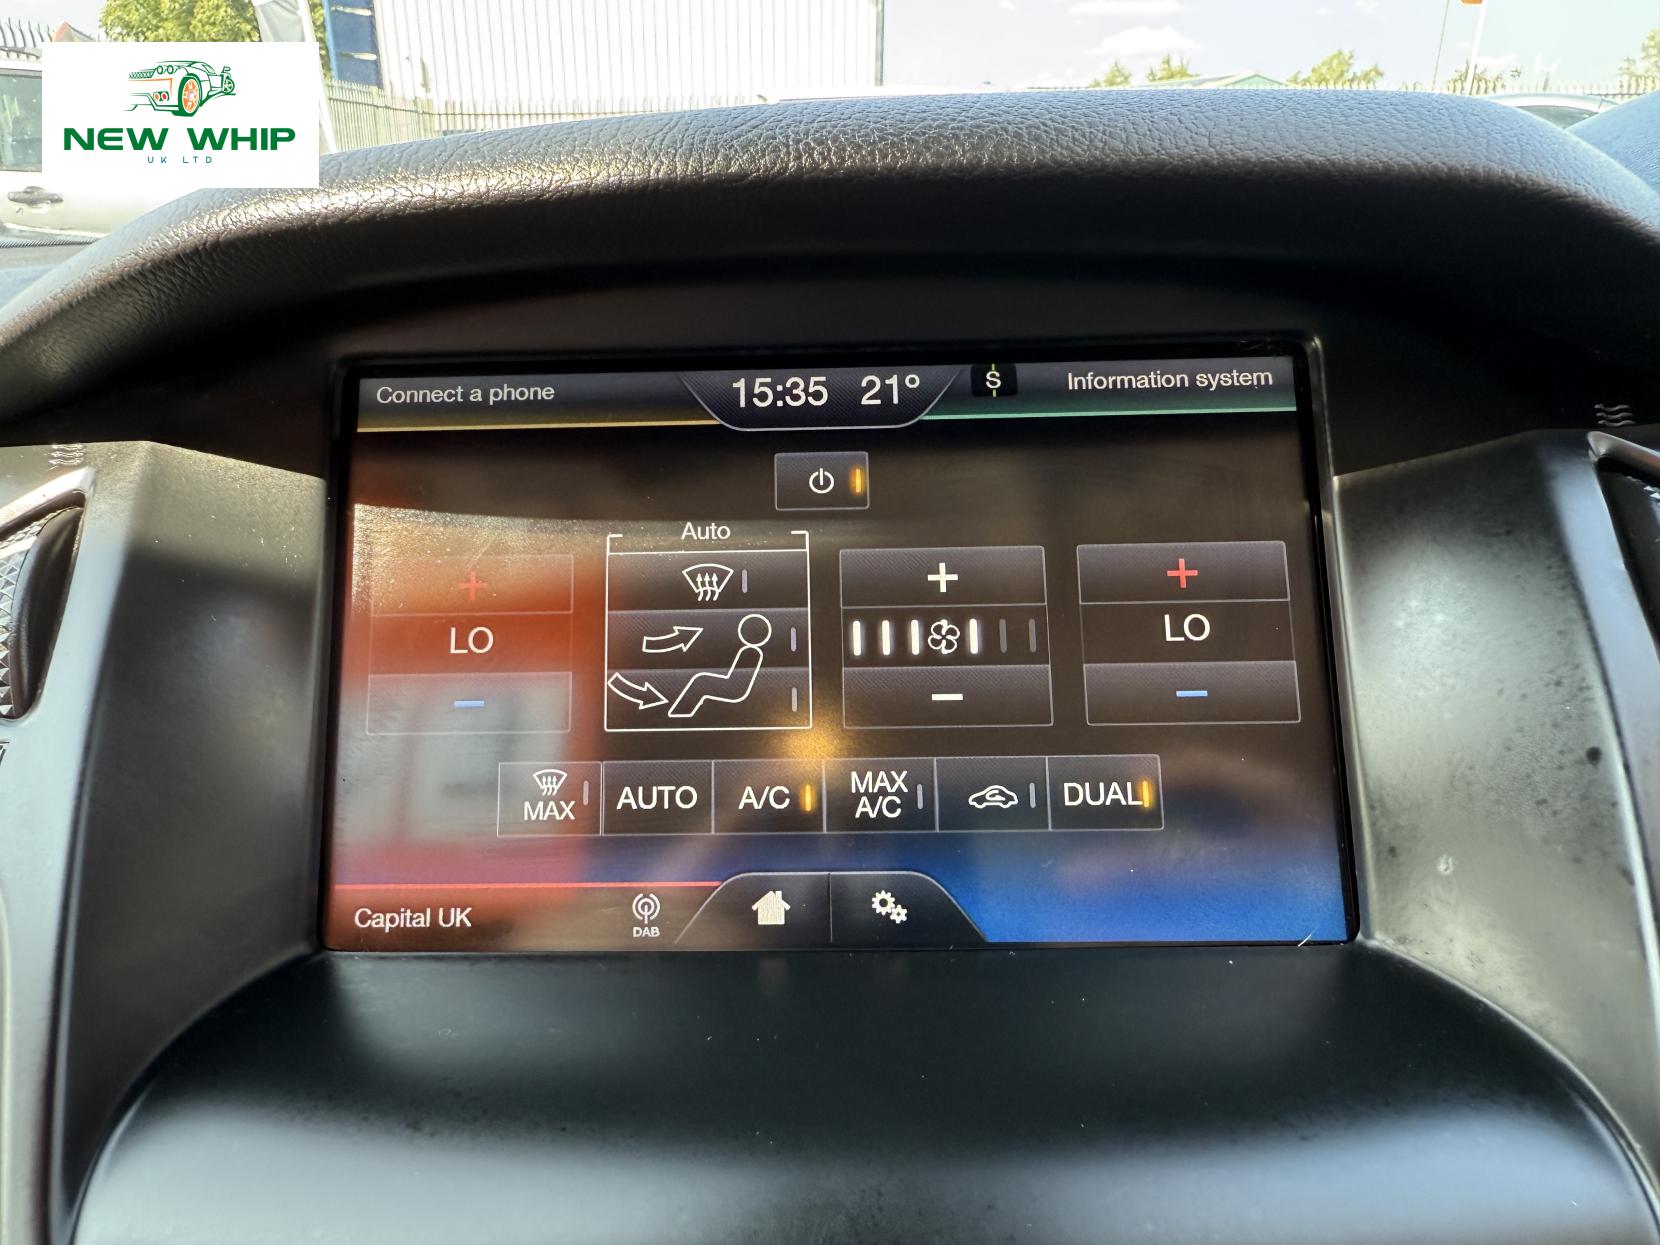 NEW WHIP
UK LTD
Connect a phone
15:35 21°
S
Information system
Auto
LO
LO
MAX
AUTO
A/C
MAX
A/C
DUAL
Capital UK
DAB